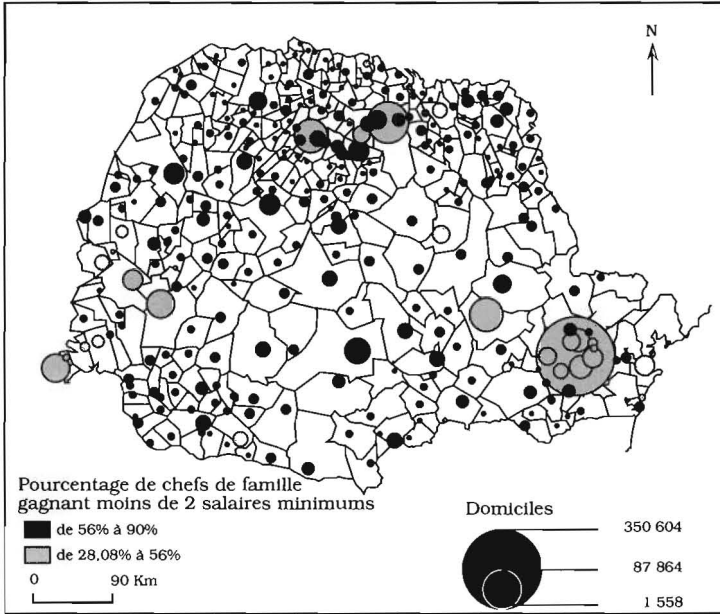 N
Pourcentage de chefs de famille
gagnant moins de 2 salaires minimums
de 56% à 90%
de 28,08% à 56%
0 90 Km
Domiciles
350 604
87 864
1 558